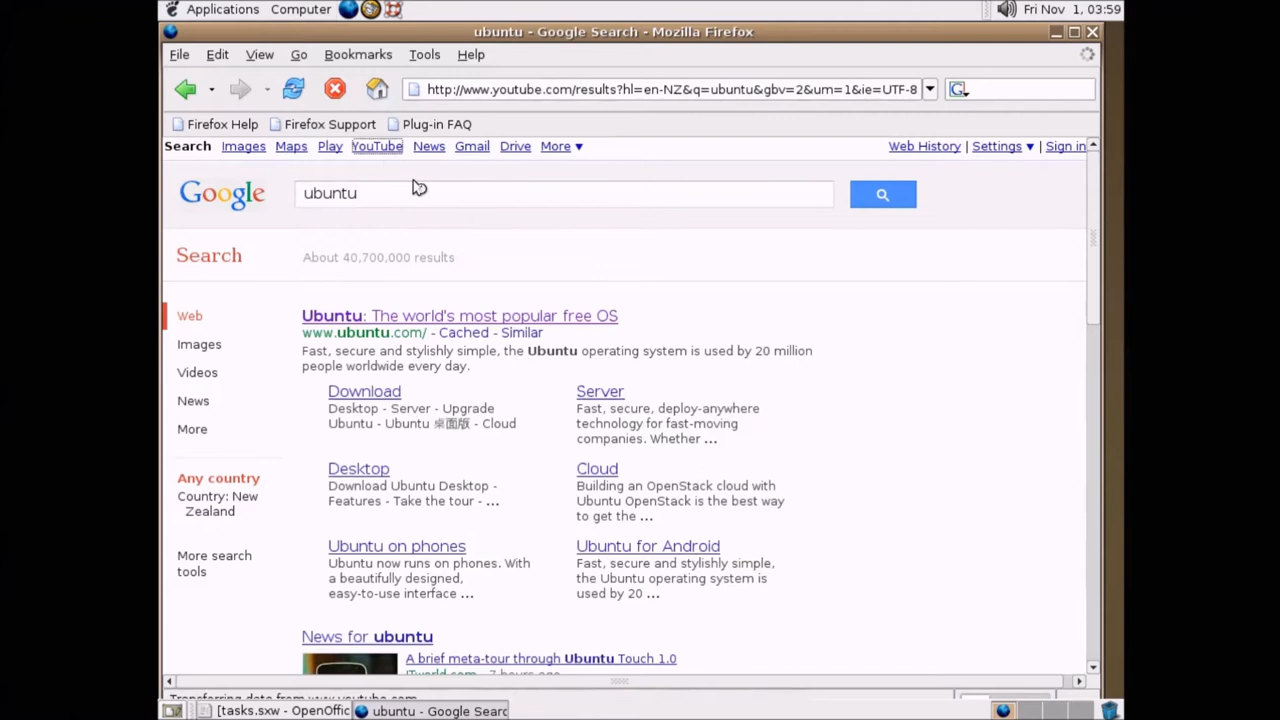 Applications Computer Fri Nov 1, 03:59
ubuntu - Google Search - Mozilla Firefox
File Edit View Go Bookmarks Tools Help
http://www.youtube.com/results?hl=en-NZ&q=ubuntu&gbv=2&um=1&ie=UTF-8
Firefox Help Firefox Support Plug-in FAQ
Search Images Maps Play YouTube News Gmail Drive More ▼ Web History | Settings ▼ | Sign in
Google ubuntu
Search About 40,700,000 results
Web
Images
Videos
News
More
Any country
Country: New
Zealand
More search
tools
Ubuntu: The world's most popular free OS
www.ubuntu.com/ - Cached - Similar
Fast, secure and stylishly simple, the Ubuntu operating system is used by 20 million
people worldwide every day.
Download
Desktop - Server - Upgrade
Ubuntu - Ubuntu 桌面版 - Cloud
Server
Fast, secure, deploy-anywhere
technology for fast-moving
companies. Whether ...
Desktop
Download Ubuntu Desktop -
Features - Take the tour - ...
Cloud
Building an OpenStack cloud with
Ubuntu OpenStack is the best way
to get the ...
Ubuntu on phones
Ubuntu now runs on phones. With
a beautifully designed,
easy-to-use interface ...
Ubuntu for Android
Fast, secure and stylishly simple,
the Ubuntu operating system is
used by 20 ...
News for ubuntu
A brief meta-tour through Ubuntu Touch 1.0
ITworld.com - 7 hours ago
Transferring data from www.youtube.com
[tasks.sxw - OpenOffic ubuntu - Google Searc